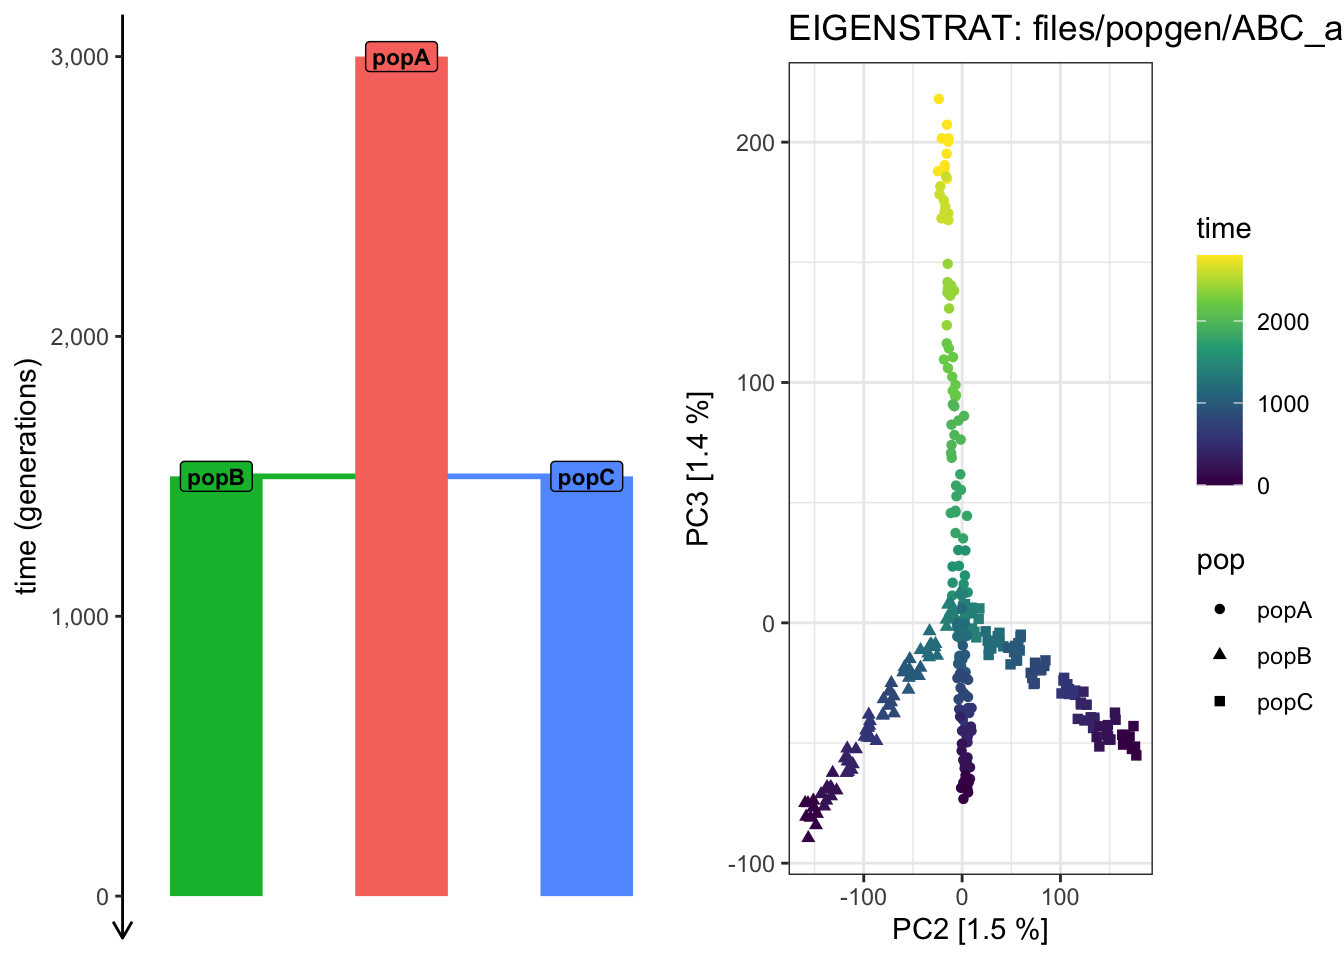 3,000
2,000
1,000
0
time (generations)
popA
popB
popC
EIGENSTRAT: files/popgen/ABC_a
200
100
0
-100
PC3 [1.4 %]
-100
0
100
PC2 [1.5 %]
time
2000
1000
0
pop
popA
popB
popC